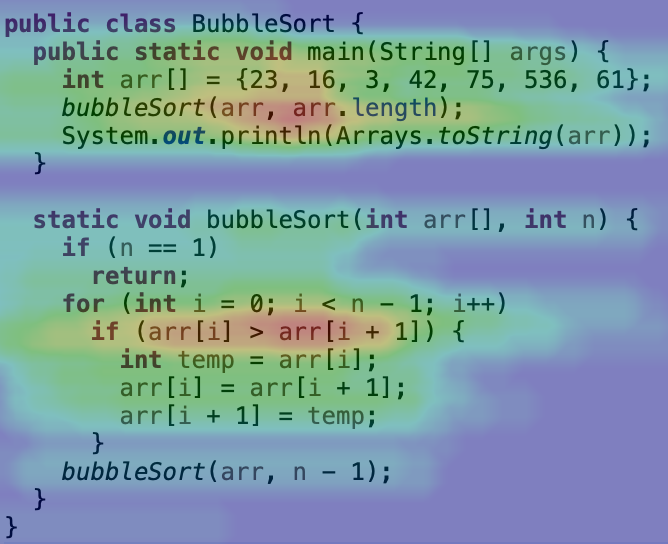 public class BubbleSort {
  public static void main(String[] args) {
    int arr[] = {23, 16, 3, 42, 75, 536, 61};
    bubbleSort(arr, arr.length);
    System.out.println(Arrays.toString(arr));
  }

  static void bubbleSort(int arr[], int n) {
    if (n == 1)
      return;
    for (int i = 0; i < n - 1; i++)
      if (arr[i] > arr[i + 1]) {
        int temp = arr[i];
        arr[i] = arr[i + 1];
        arr[i + 1] = temp;
      }
    bubbleSort(arr, n - 1);
  }
}